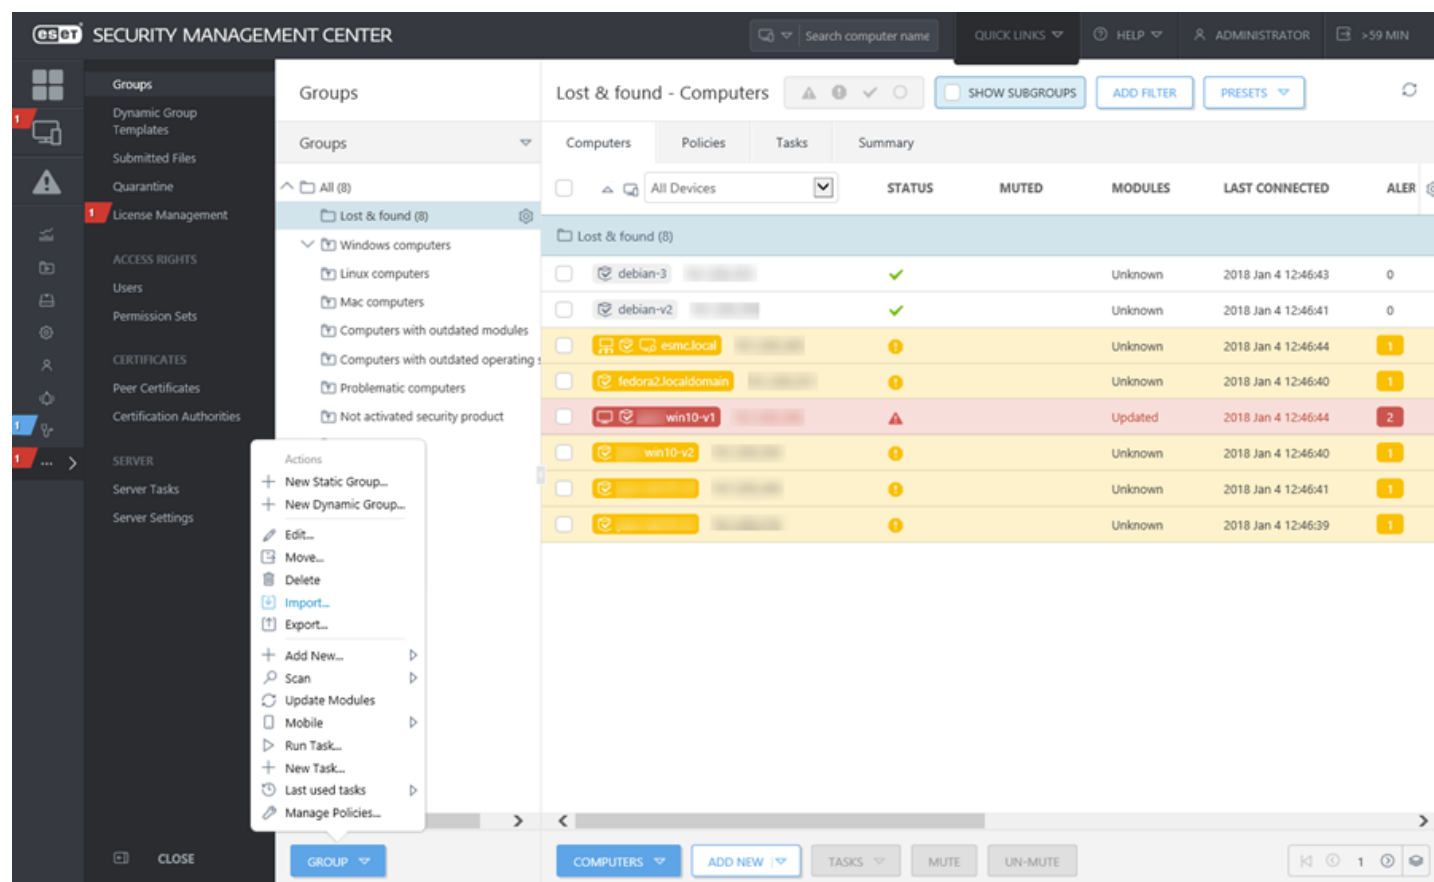 eseT SECURITY MANAGEMENT CENTER
Search computer name
QUICK LINKS
HELP
ADMINISTRATOR
>59 MIN
1
1
1
1
...
Groups
Dynamic Group
Templates
Submitted Files
Quarantine
License Management
ACCESS RIGHTS
Users
Permission Sets
CERTIFICATES
Peer Certificates
Certification Authorities
SERVER
Server Tasks
Server Settings
CLOSE
Groups
Groups
All (8)
Lost & found (8)
Windows computers
Linux computers
Mac computers
Computers with outdated modules
Computers with outdated operating s
Problematic computers
Not activated security product
Actions
New Static Group...
New Dynamic Group...
Edit...
Move...
Delete
Import...
Export...
Add New...
Scan
Update Modules
Mobile
Run Task...
New Task...
Last used tasks
Manage Policies...
GROUP
Lost & found - Computers
SHOW SUBGROUPS
ADD FILTER
PRESETS
Computers Policies Tasks Summary
All Devices STATUS MUTED MODULES LAST CONNECTED ALER
Lost & found (8)
debian-3 Unknown 2018 Jan 4 12:46:43 0
debian-v2 Unknown 2018 Jan 4 12:46:41 0
esmc.local Unknown 2018 Jan 4 12:46:44 1
fedora2.localdomain Unknown 2018 Jan 4 12:46:40 1
win10-v1 Updated 2018 Jan 4 12:46:44 2
win10-v2 Unknown 2018 Jan 4 12:46:40 1
Unknown 2018 Jan 4 12:46:41 1
Unknown 2018 Jan 4 12:46:39 1
COMPUTERS ADD NEW TASKS MUTE UN-MUTE 1